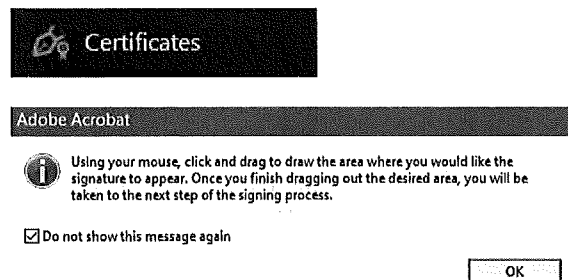 Certificates
Adobe Acrobat
Using your mouse, click and drag to draw the area where you would like the
signature to appear. Once you finish dragging out the desired area, you will be
taken to the next step of the signing process.
Do not show this message again
OK